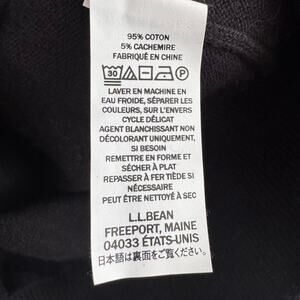 95% COTON
5% CACHEMIRE
FABRIQUÉ EN CHINE
30 P
LAVER EN MACHINE EN
EAU FROIDE, SÉPARER LES
COULEURS, SUR L'ENVERS
CYCLE DÉLICAT
AGENT BLANCHISSANT NON
DÉCOLORANT UNIQUEMENT,
SI BESOIN
REMETTRE EN FORME ET
SÉCHER À PLAT
REPASSER À FER TIÈDE SI
NÉCESSAIRE
PEUT ÊTRE NETTOYÉ À SEC
L.L.BEAN
FREEPORT, MAINE
04033 ÉTATS-UNIS
日本語は裏面をご覧ください。